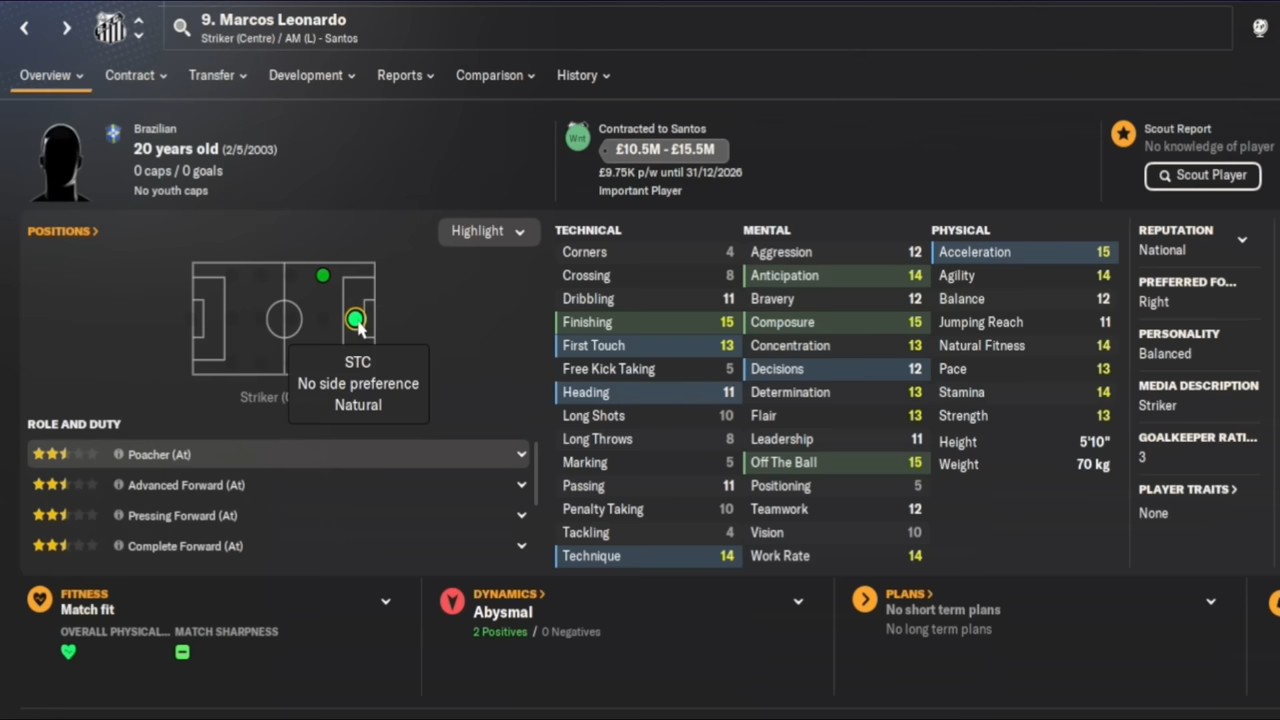 9. Marcos Leonardo
Striker (Centre) / AM (L) - Santos
Overview
Contract
Transfer
Development
Reports
Comparison
History
Brazilian
20 years old (2/5/2003)
0 caps / 0 goals
No youth caps
Wnt
Contracted to Santos
£10.5M - £15.5M
£9.75K p/w until 31/12/2026
Important Player
Scout Report
No knowledge of player
Scout Player
POSITIONS >
Highlight
STC
No side preference
Natural
Striker (
ROLE AND DUTY
Poacher (At)
Advanced Forward (At)
Pressing Forward (At)
Complete Forward (At)
TECHNICAL
Corners 4
Crossing 8
Dribbling 11
Finishing 15
First Touch 13
Free Kick Taking 5
Heading 11
Long Shots 10
Long Throws 8
Marking 5
Passing 11
Penalty Taking 10
Tackling 4
Technique 14
MENTAL
Aggression 12
Anticipation 14
Bravery 12
Composure 15
Concentration 13
Decisions 12
Determination 13
Flair 13
Leadership 11
Off The Ball 15
Positioning 5
Teamwork 12
Vision 10
Work Rate 14
PHYSICAL
Acceleration 15
Agility 14
Balance 12
Jumping Reach 11
Natural Fitness 14
Pace 13
Stamina 14
Strength 13
Height 5'10"
Weight 70 kg
REPUTATION
National
PREFERRED FO...
Right
PERSONALITY
Balanced
MEDIA DESCRIPTION
Striker
GOALKEEPER RATI...
3
PLAYER TRAITS >
None
FITNESS
Match fit
OVERALL PHYSICAL... MATCH SHARPNESS
DYNAMICS >
Abysmal
2 Positives / 0 Negatives
PLANS >
No short term plans
No long term plans